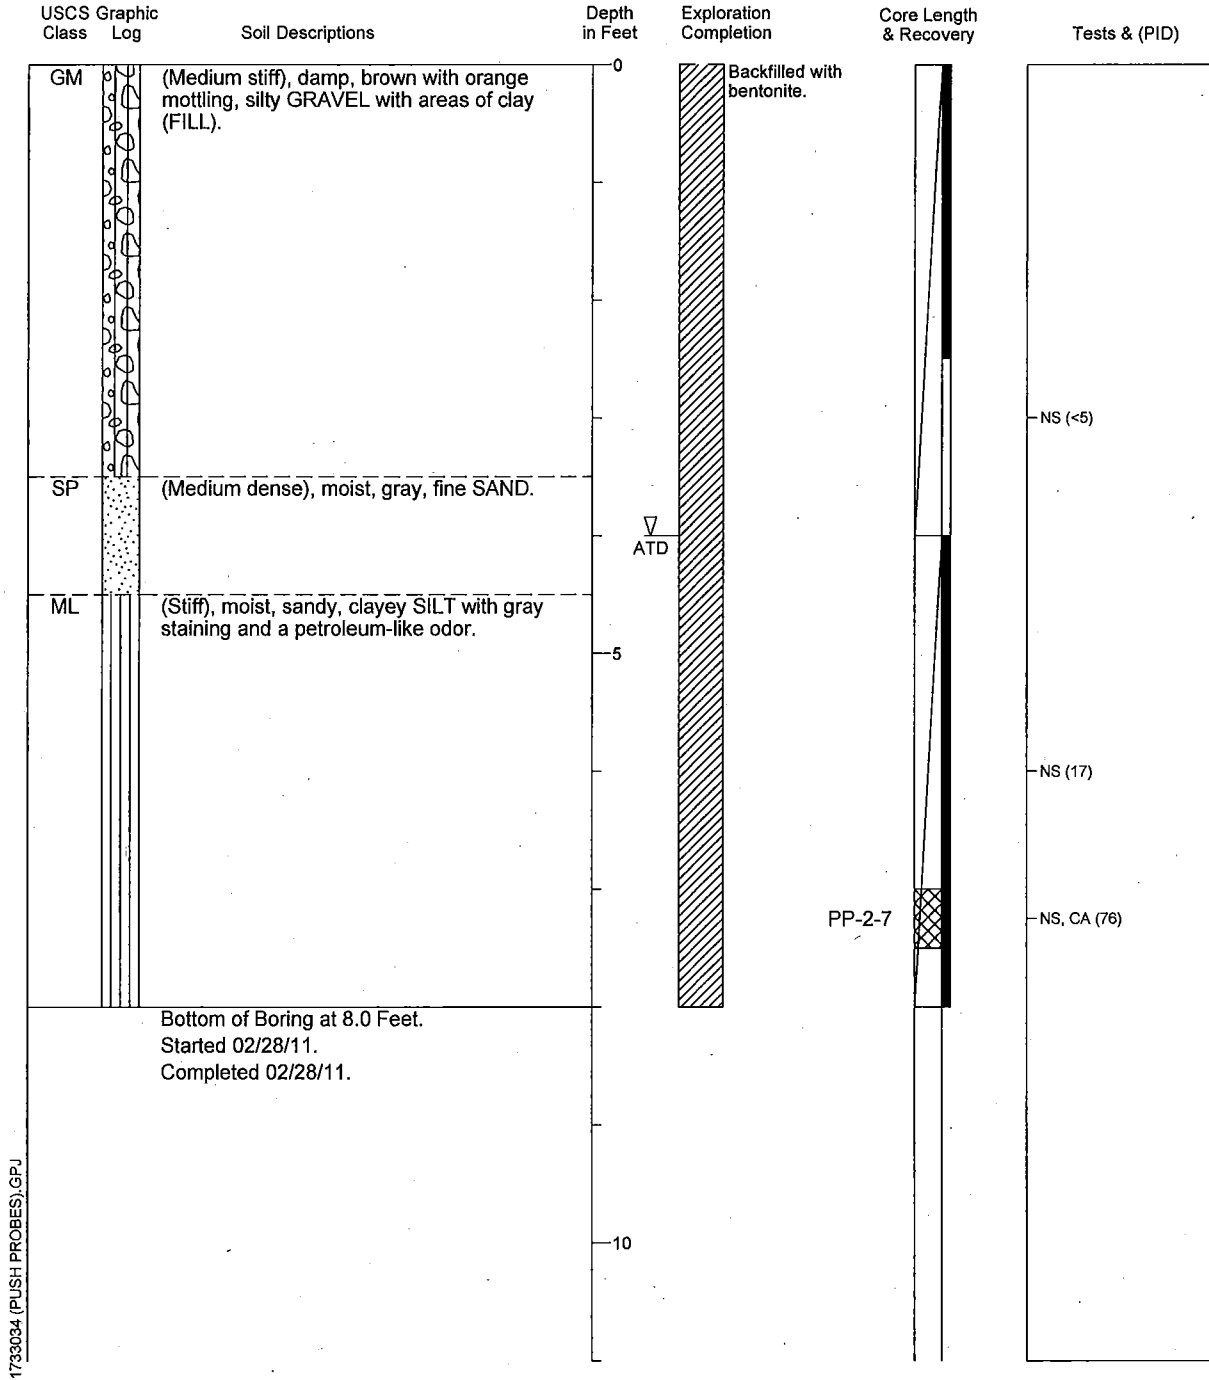 USCS Graphic
Class Log
Soil Descriptions
Depth
in Feet
Exploration
Completion
Core Length
& Recovery
Tests & (PID)
GM
(Medium stiff), damp, brown with orange
mottling, silty GRAVEL with areas of clay
(FILL).
0
Backfilled with
bentonite.
NS (<5)
SP
(Medium dense), moist, gray, fine SAND.
ATD
ML
(Stiff), moist, sandy, clayey SILT with gray
staining and a petroleum-like odor.
5
NS (17)
PP-2-7
NS, CA (76)
Bottom of Boring at 8.0 Feet.
Started 02/28/11.
Completed 02/28/11.
10
1733034 (PUSH PROBES).GPJ